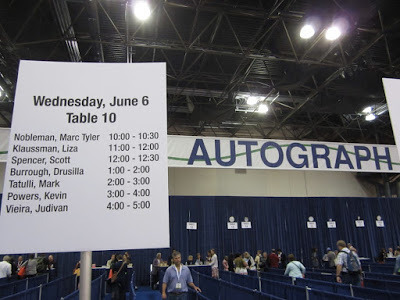 Wednesday, June 6
Table 10
Nobleman, Marc Tyler 10:00 - 10:30
Klaussman, Liza 11:00 - 12:00
Spencer, Scott 12:00 - 12:30
Burrough, Drusilla 1:00 - 2:00
Tatulli, Mark 2:00 - 3:00
Powers, Kevin 3:00 - 4:00
Vieira, Judivan 4:00 - 5:00
AUTOGRAPH